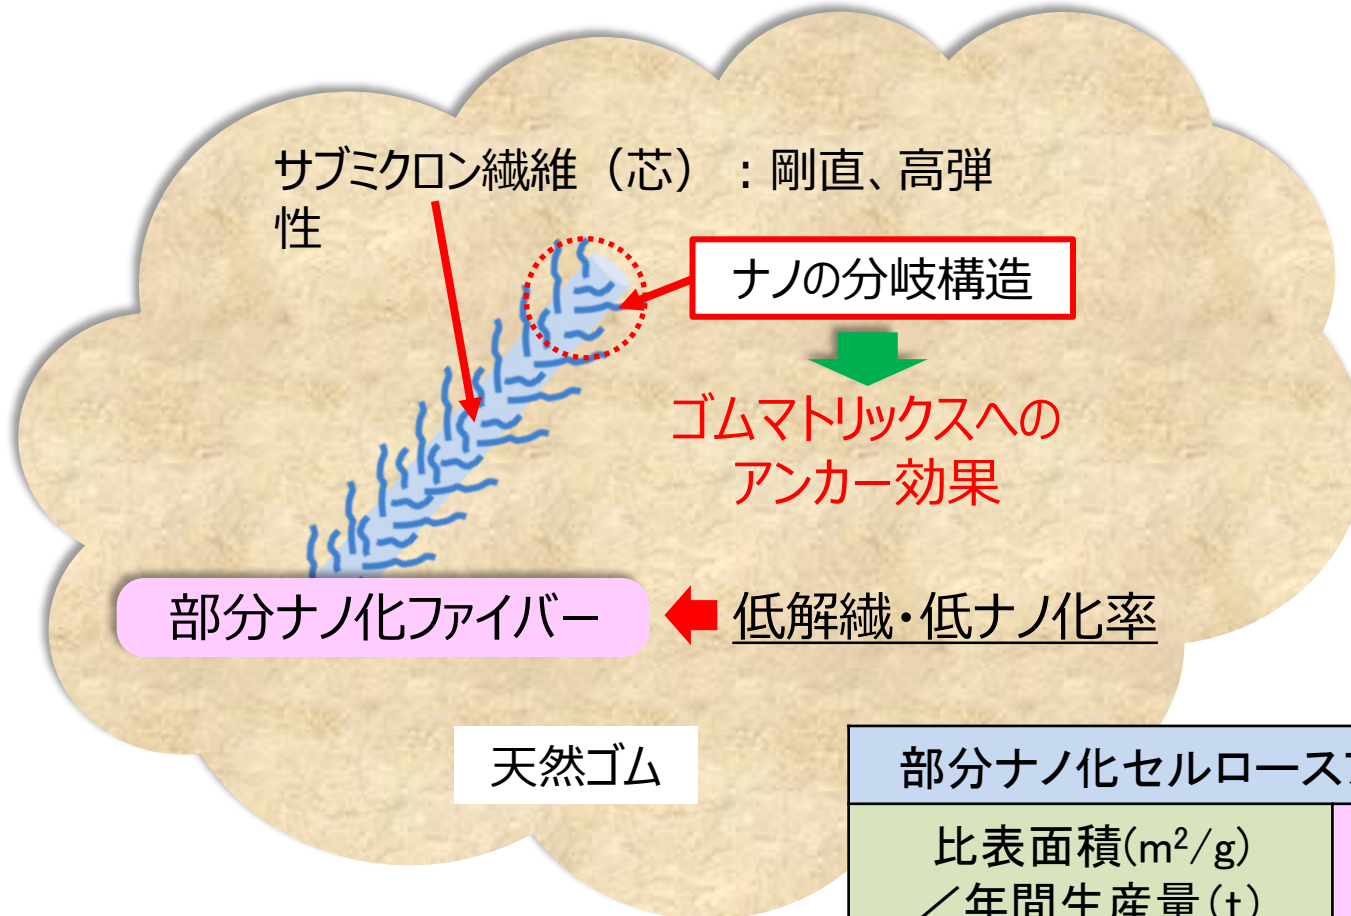 サブミクロン繊維（芯）：剛直、高弾
性
ナノの分岐構造
ゴムマトリックスへの
アンカー効果
部分ナノ化ファイバー
低解繊・低ナノ化率
天然ゴム
部分ナノ化セルロース
比表面積(m²/g)
／年間生産量(t)